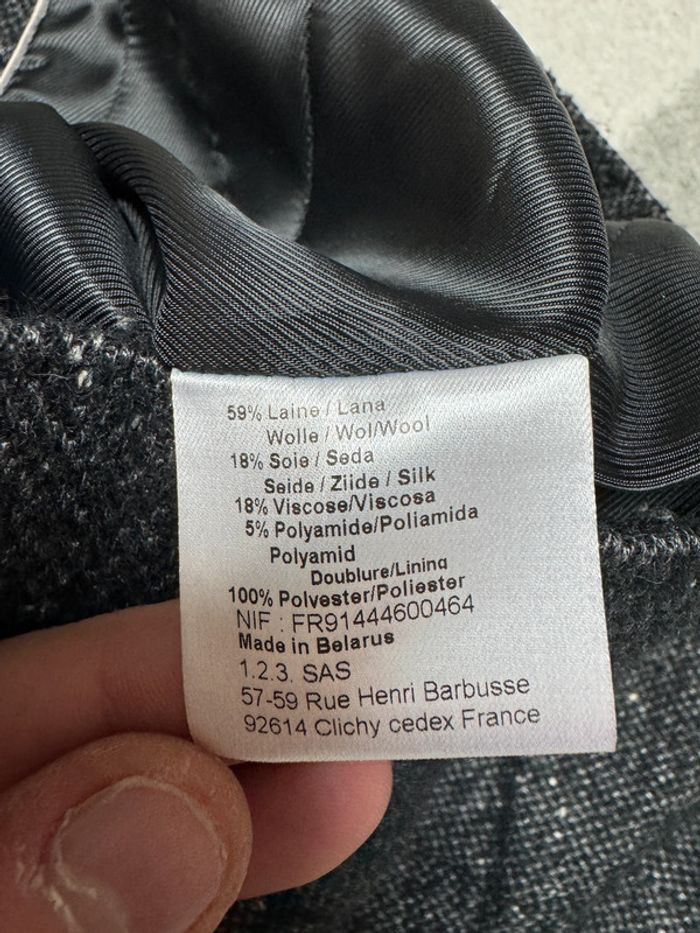 59% Laine / Lana
Wolle / Wol/Wool
18% Soie / Seda
Seide / Ziide / Silk
18% Viscose/Viscosa
5% Polyamide/Poliamida
Polyamid
Doublure/Lining
100% Polyester/Poliester
NIF : FR91444600464
Made in Belarus
1.2.3. SAS
57-59 Rue Henri Barbusse
92614 Clichy cedex France